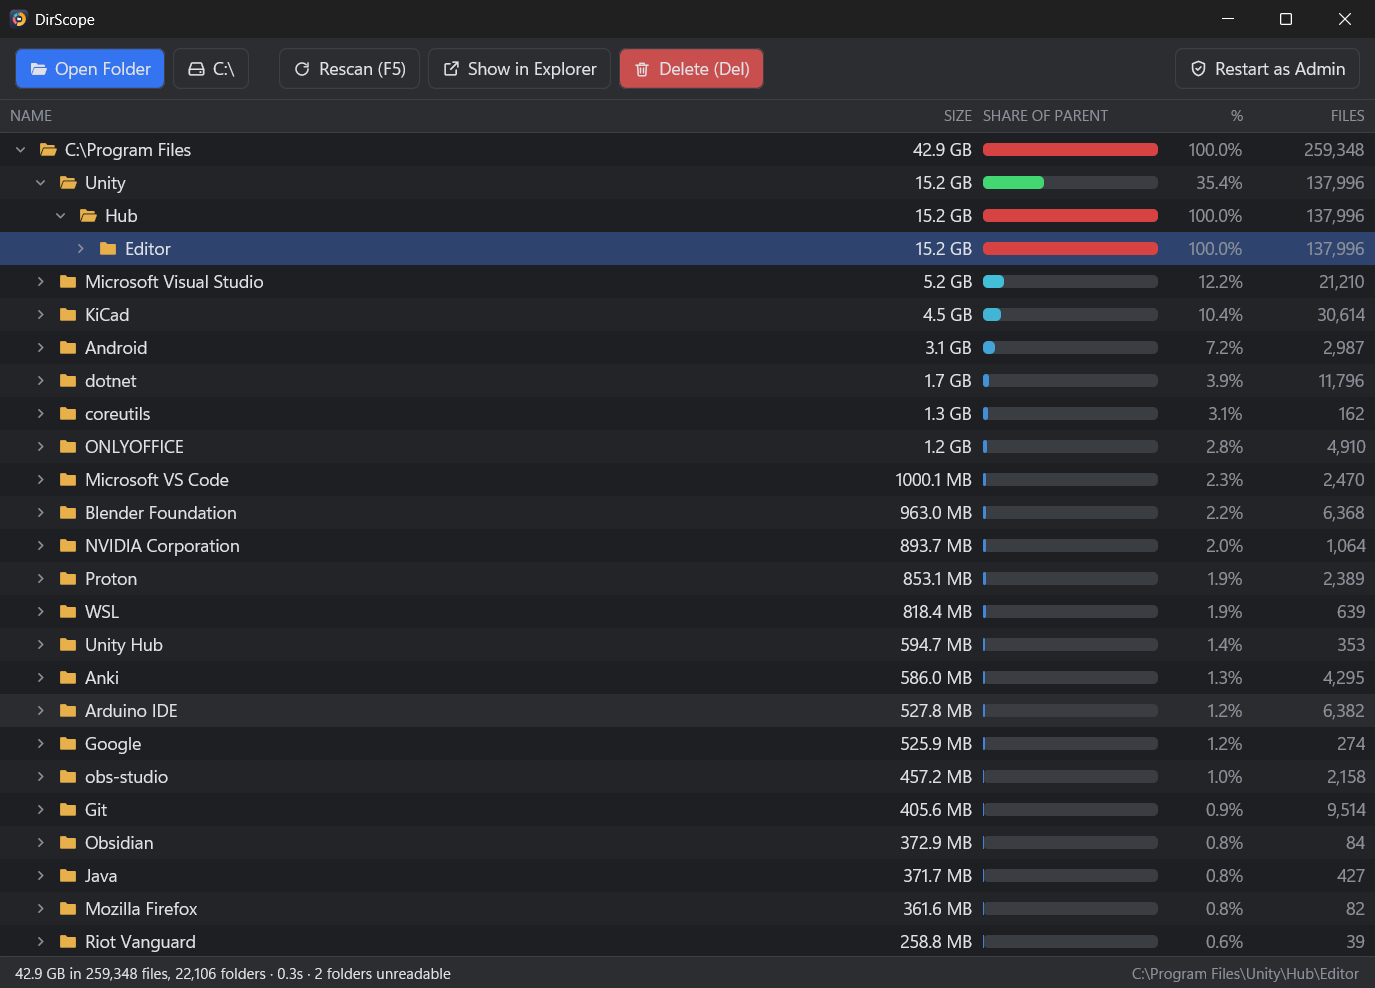 DirScope
Open Folder C:\ Rescan (F5) Show in Explorer Delete (Del) Restart as Admin
NAME SIZE SHARE OF PARENT % FILES
C:\Program Files 42.9 GB 100.0% 259,348
Unity 15.2 GB 35.4% 137,996
Hub 15.2 GB 100.0% 137,996
Editor 15.2 GB 100.0% 137,996
Microsoft Visual Studio 5.2 GB 12.2% 21,210
KiCad 4.5 GB 10.4% 30,614
Android 3.1 GB 7.2% 2,987
dotnet 1.7 GB 3.9% 11,796
coreutils 1.3 GB 3.1% 162
ONLYOFFICE 1.2 GB 2.8% 4,910
Microsoft VS Code 1000.1 MB 2.3% 2,470
Blender Foundation 963.0 MB 2.2% 6,368
NVIDIA Corporation 893.7 MB 2.0% 1,064
Proton 853.1 MB 1.9% 2,389
WSL 818.4 MB 1.9% 639
Unity Hub 594.7 MB 1.4% 353
Anki 586.0 MB 1.3% 4,295
Arduino IDE 527.8 MB 1.2% 6,382
Google 525.9 MB 1.2% 274
obs-studio 457.2 MB 1.0% 2,158
Git 405.6 MB 0.9% 9,514
Obsidian 372.9 MB 0.8% 84
Java 371.7 MB 0.8% 427
Mozilla Firefox 361.6 MB 0.8% 82
Riot Vanguard 258.8 MB 0.6% 39
42.9 GB in 259,348 files, 22,106 folders · 0.3s · 2 folders unreadable C:\Program Files\Unity\Hub\Editor